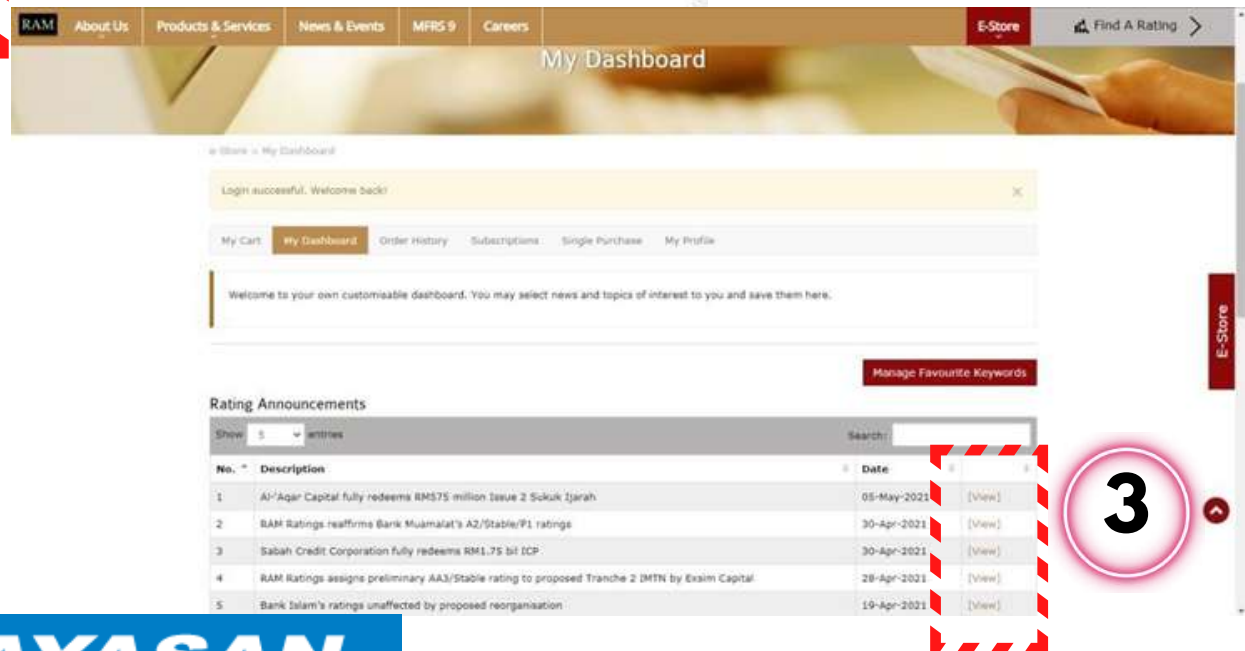 RAM About Us Products & Services News & Events MFRS 9 Careers E-Store Find A Rating
My Dashboard
e-Store » My Dashboard
Login successful. Welcome back!
My Cart My Dashboard Order History Subscriptions Single Purchase My Profile
Welcome to your own customisable dashboard. You may select news and topics of interest to you and save them here.
E-Store
Manage Favourite Keywords
Rating Announcements
Show 5 entries Search:
No. Description Date
1 Al-'Aqar Capital fully redeems RM575 million Issue 2 Sukuk Ijarah 05-May-2021 [View]
2 RAM Ratings reaffirms Bank Muamalat's A2/Stable/P1 ratings 30-Apr-2021 [View]
3 Sabah Credit Corporation fully redeems RM1.75 bil ICP 30-Apr-2021 [View]
4 RAM Ratings assigns preliminary AA3/Stable rating to proposed Tranche 2 IMTN by Exsim Capital 28-Apr-2021 [View]
5 Bank Islam's ratings unaffected by proposed reorganisation 19-Apr-2021 [View]
3
AYASAN